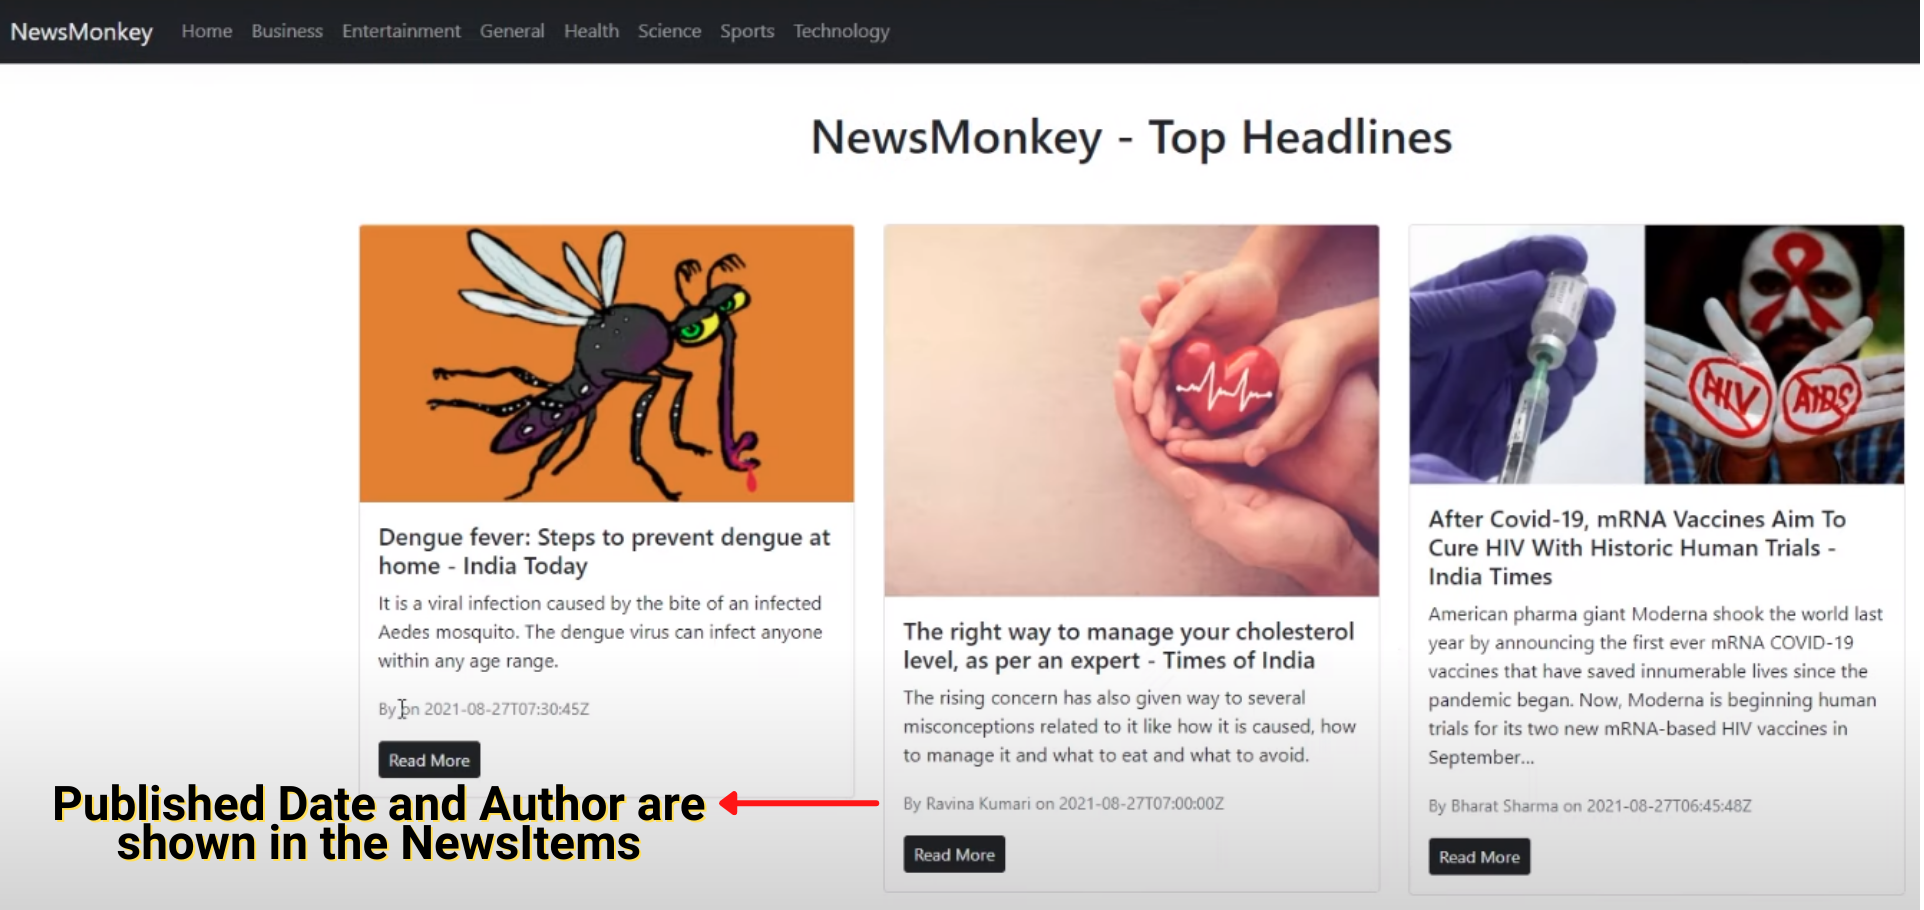 NewsMonkey Home Business Entertainment General Health Science Sports Technology
NewsMonkey - Top Headlines
Dengue fever: Steps to prevent dengue at
home - India Today
It is a viral infection caused by the bite of an infected
Aedes mosquito. The dengue virus can infect anyone
within any age range.
By on 2021-08-27T07:30:45Z
Read More
The right way to manage your cholesterol
level, as per an expert - Times of India
The rising concern has also given way to several
misconceptions related to it like how it is caused, how
to manage it and what to eat and what to avoid.
By Ravina Kumari on 2021-08-27T07:00:00Z
Read More
HIV
AIDS
After Covid-19, mRNA Vaccines Aim To
Cure HIV With Historic Human Trials -
India Times
American pharma giant Moderna shook the world last
year by announcing the first ever mRNA COVID-19
vaccines that have saved innumerable lives since the
pandemic began. Now, Moderna is beginning human
trials for its two new mRNA-based HIV vaccines in
September...
By Bharat Sharma on 2021-08-27T06:45:48Z
Read More
Published Date and Author are
shown in the NewsItems